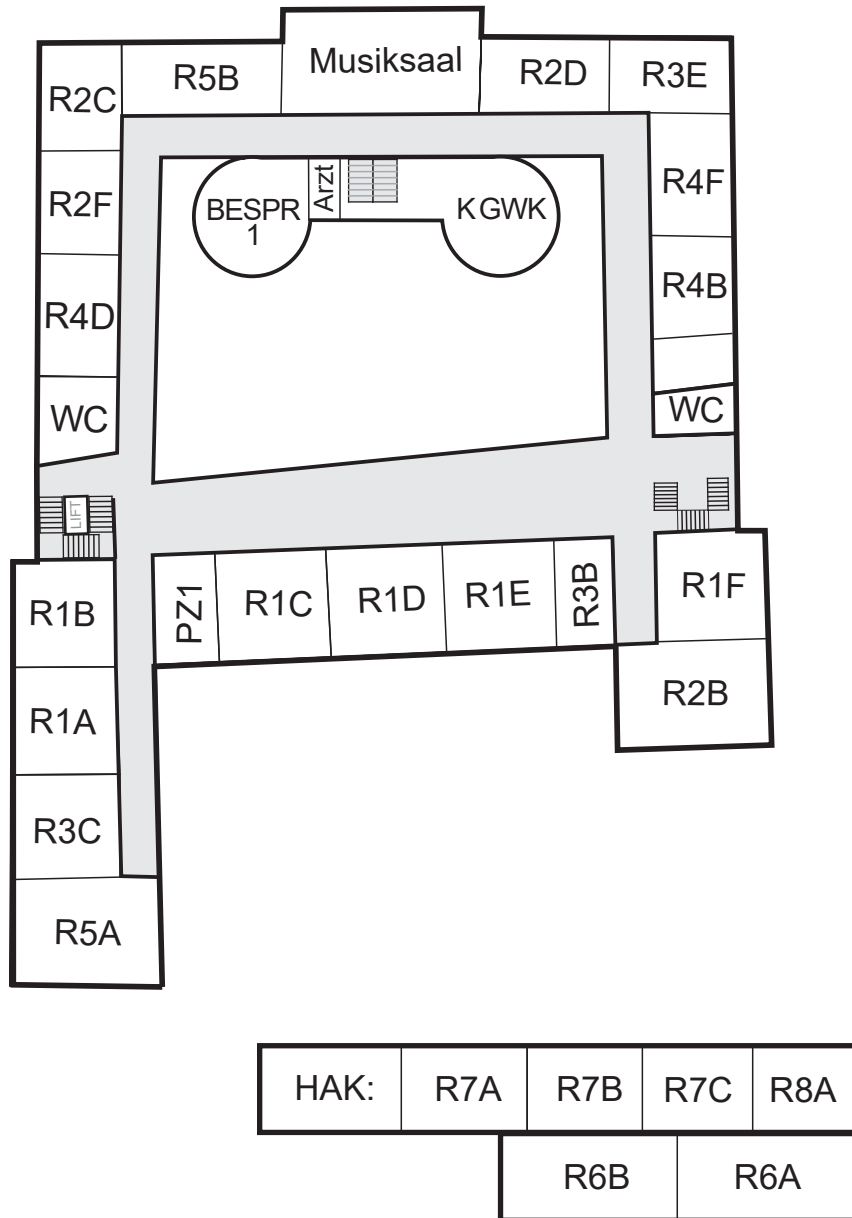 Musiksaal
R5B
R2D
R3E
R2C
R4F
R2F
Arzt
BESPR
1
KGWK
R4B
R4D
WC
WC
LIFT
R1B
PZ1
R1C
R1D
R1E
R3B
R1F
R1A
R2B
R3C
R5A
HAK:
R7A
R7B
R7C
R8A
R6B
R6A